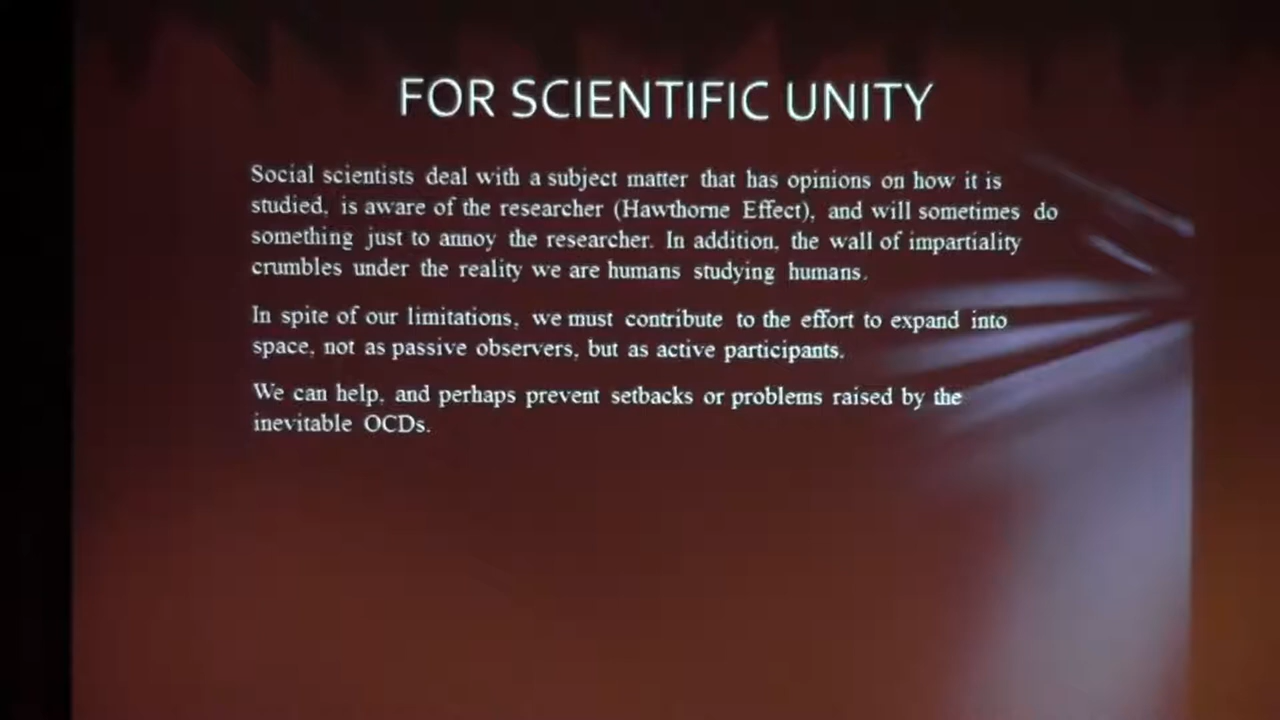 FOR SCIENTIFIC UNITY
Social scientists deal with a subject matter that has opinions on how it is
studied, is aware of the researcher (Hawthorne Effect), and will sometimes do
something just to annoy the researcher. In addition, the wall of impartiality
crumbles under the reality we are humans studying humans.
In spite of our limitations, we must contribute to the effort to expand into
space, not as passive observers, but as active participants.
We can help, and perhaps prevent setbacks or problems raised by the
inevitable OCDs.